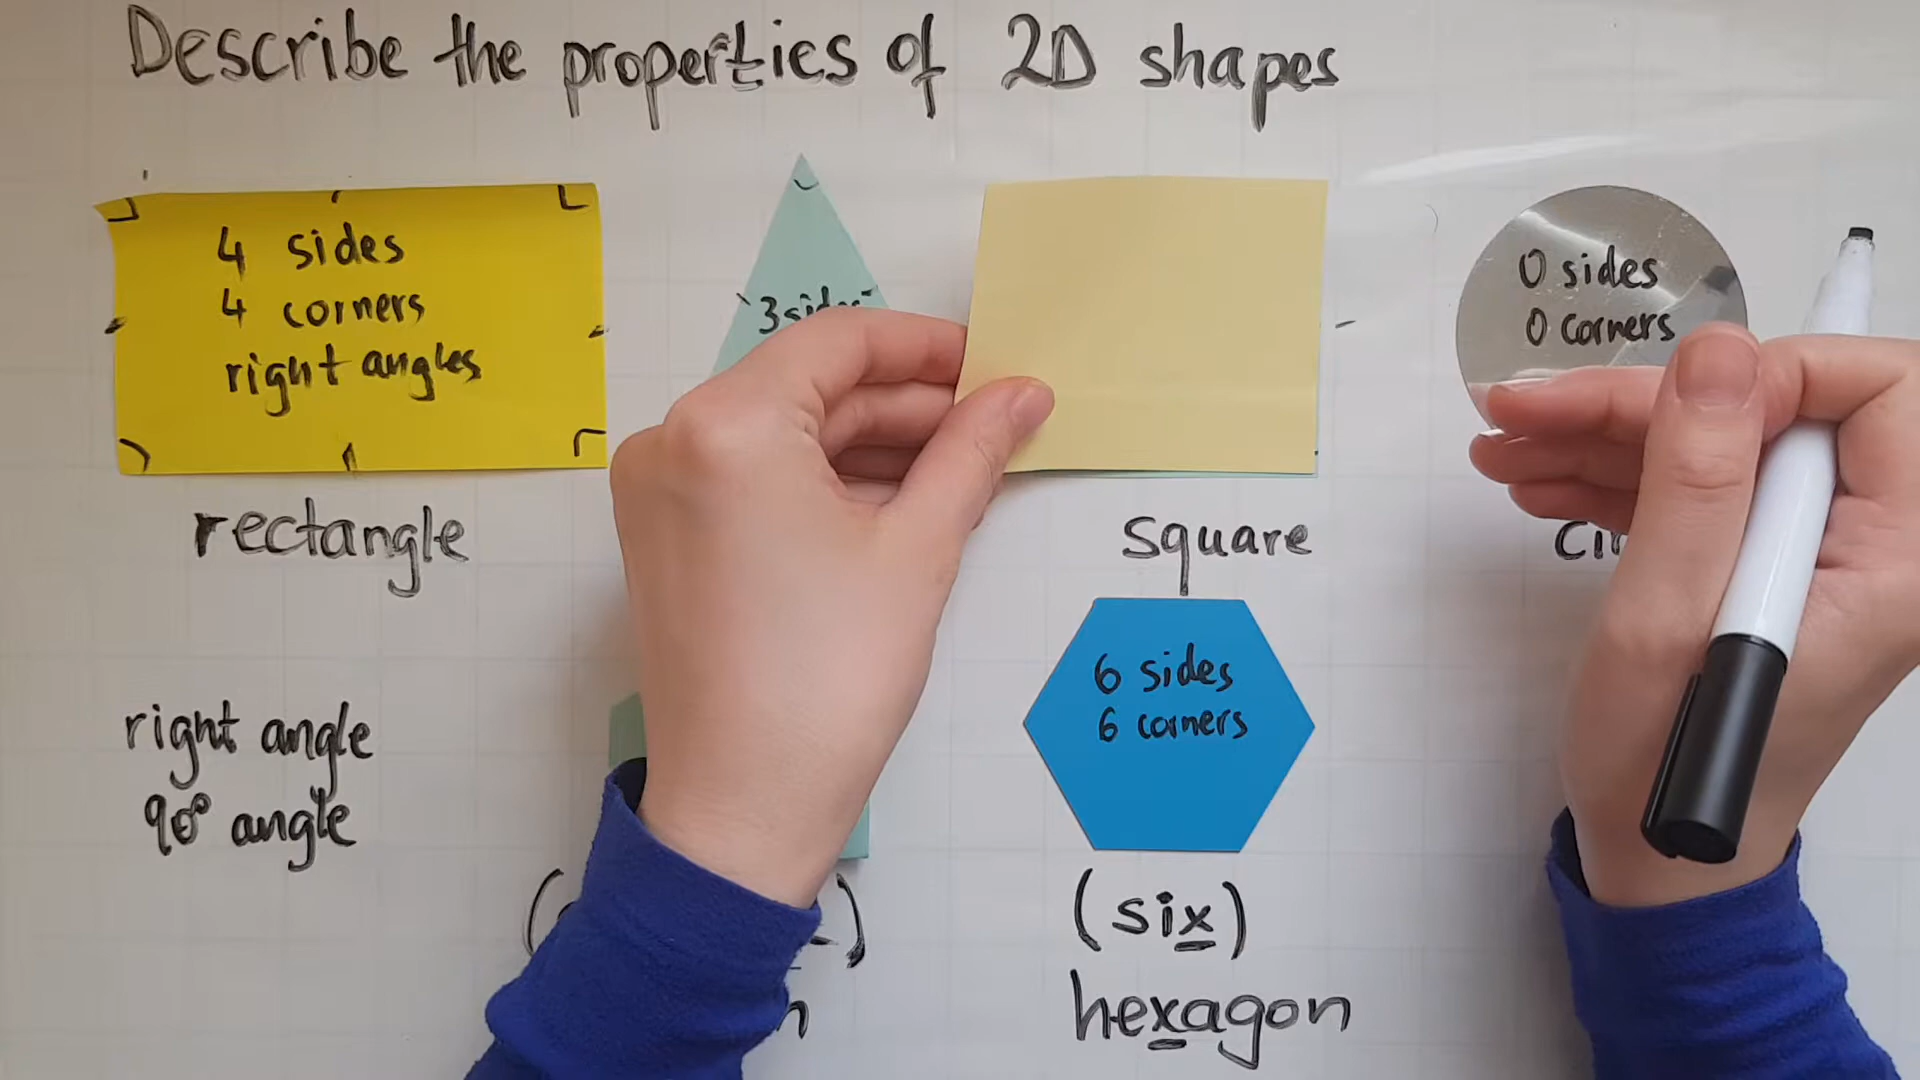 Describe the properties of 2D shapes
4 sides
4 corners
right angles
rectangle
square
0 sides
0 corners
right angle
90° angle
6 sides
6 corners
(six)
hexagon